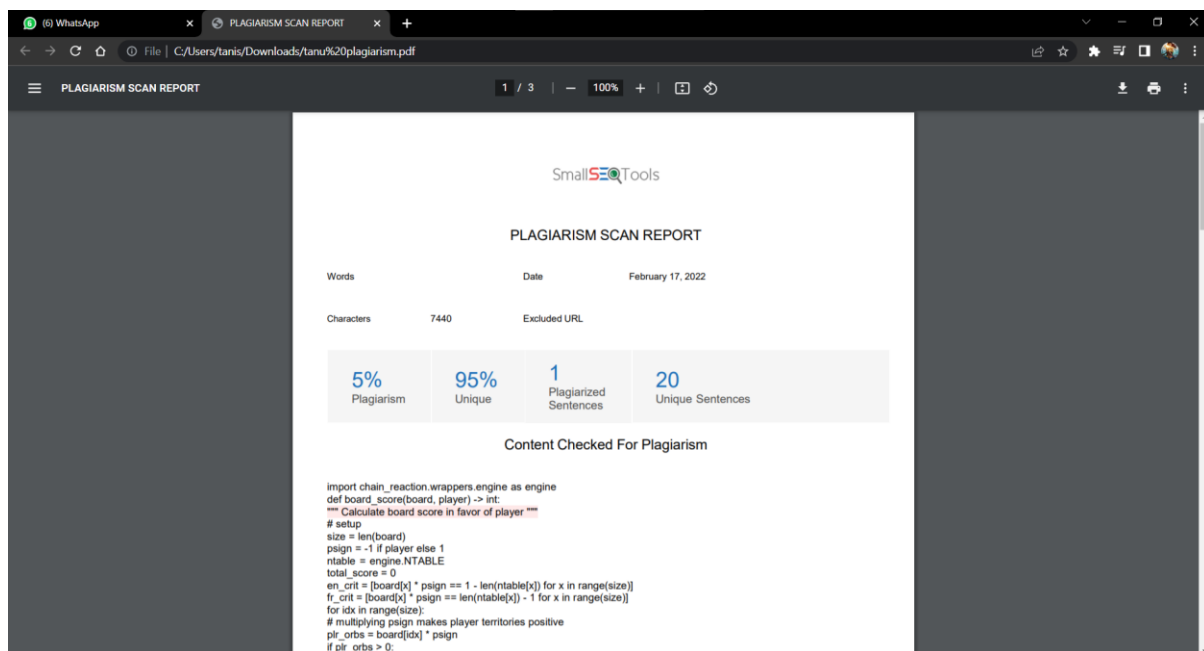 (6) WhatsApp
PLAGIARISM SCAN REPORT
File | C:/Users/tanis/Downloads/tanu%20plagiarism.pdf
PLAGIARISM SCAN REPORT
1 / 3
100%
SmallSEOTools
PLAGIARISM SCAN REPORT
Words
Date
February 17, 2022
Characters
7440
Excluded URL
5%
Plagiarism
95%
Unique
1
Plagiarized
Sentences
20
Unique Sentences
Content Checked For Plagiarism
import chain_reaction.wrappers.engine as engine
def board_score(board, player) -> int:
""" Calculate board score in favor of player """
# setup
size = len(board)
psign = -1 if player else 1
ntable = engine.NTABLE
total_score = 0
en_crit = [board[x] * psign == 1 - len(ntable[x]) for x in range(size)]
fr_crit = [board[x] * psign == len(ntable[x]) - 1 for x in range(size)]
for idx in range(size):
# multiplying psign makes player territories positive
plr_orbs = board[idx] * psign
if plr_orbs > 0: